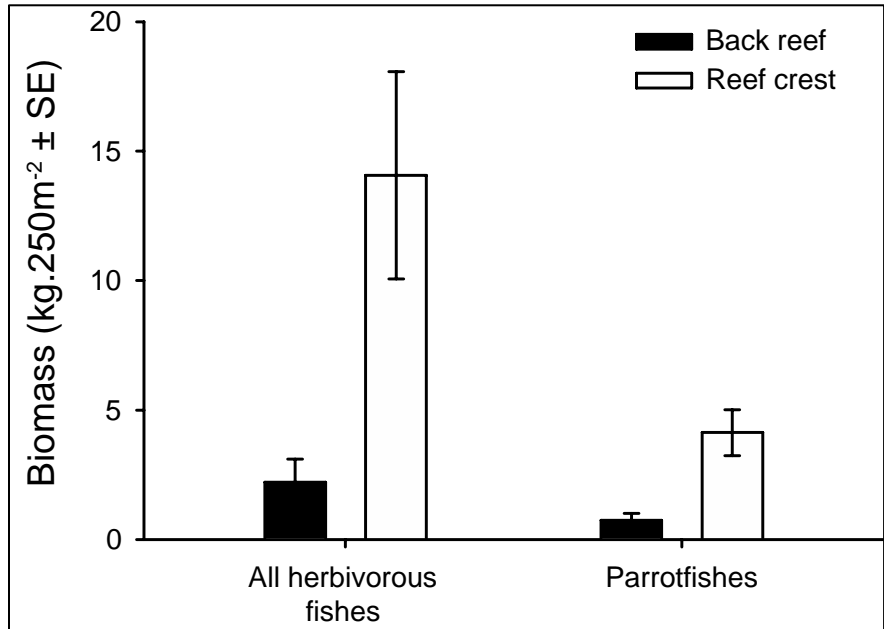 Biomass (kg.250m⁻² ± SE)
20
15
10
5
0
Back reef
Reef crest
All herbivorous
fishes
Parrotfishes